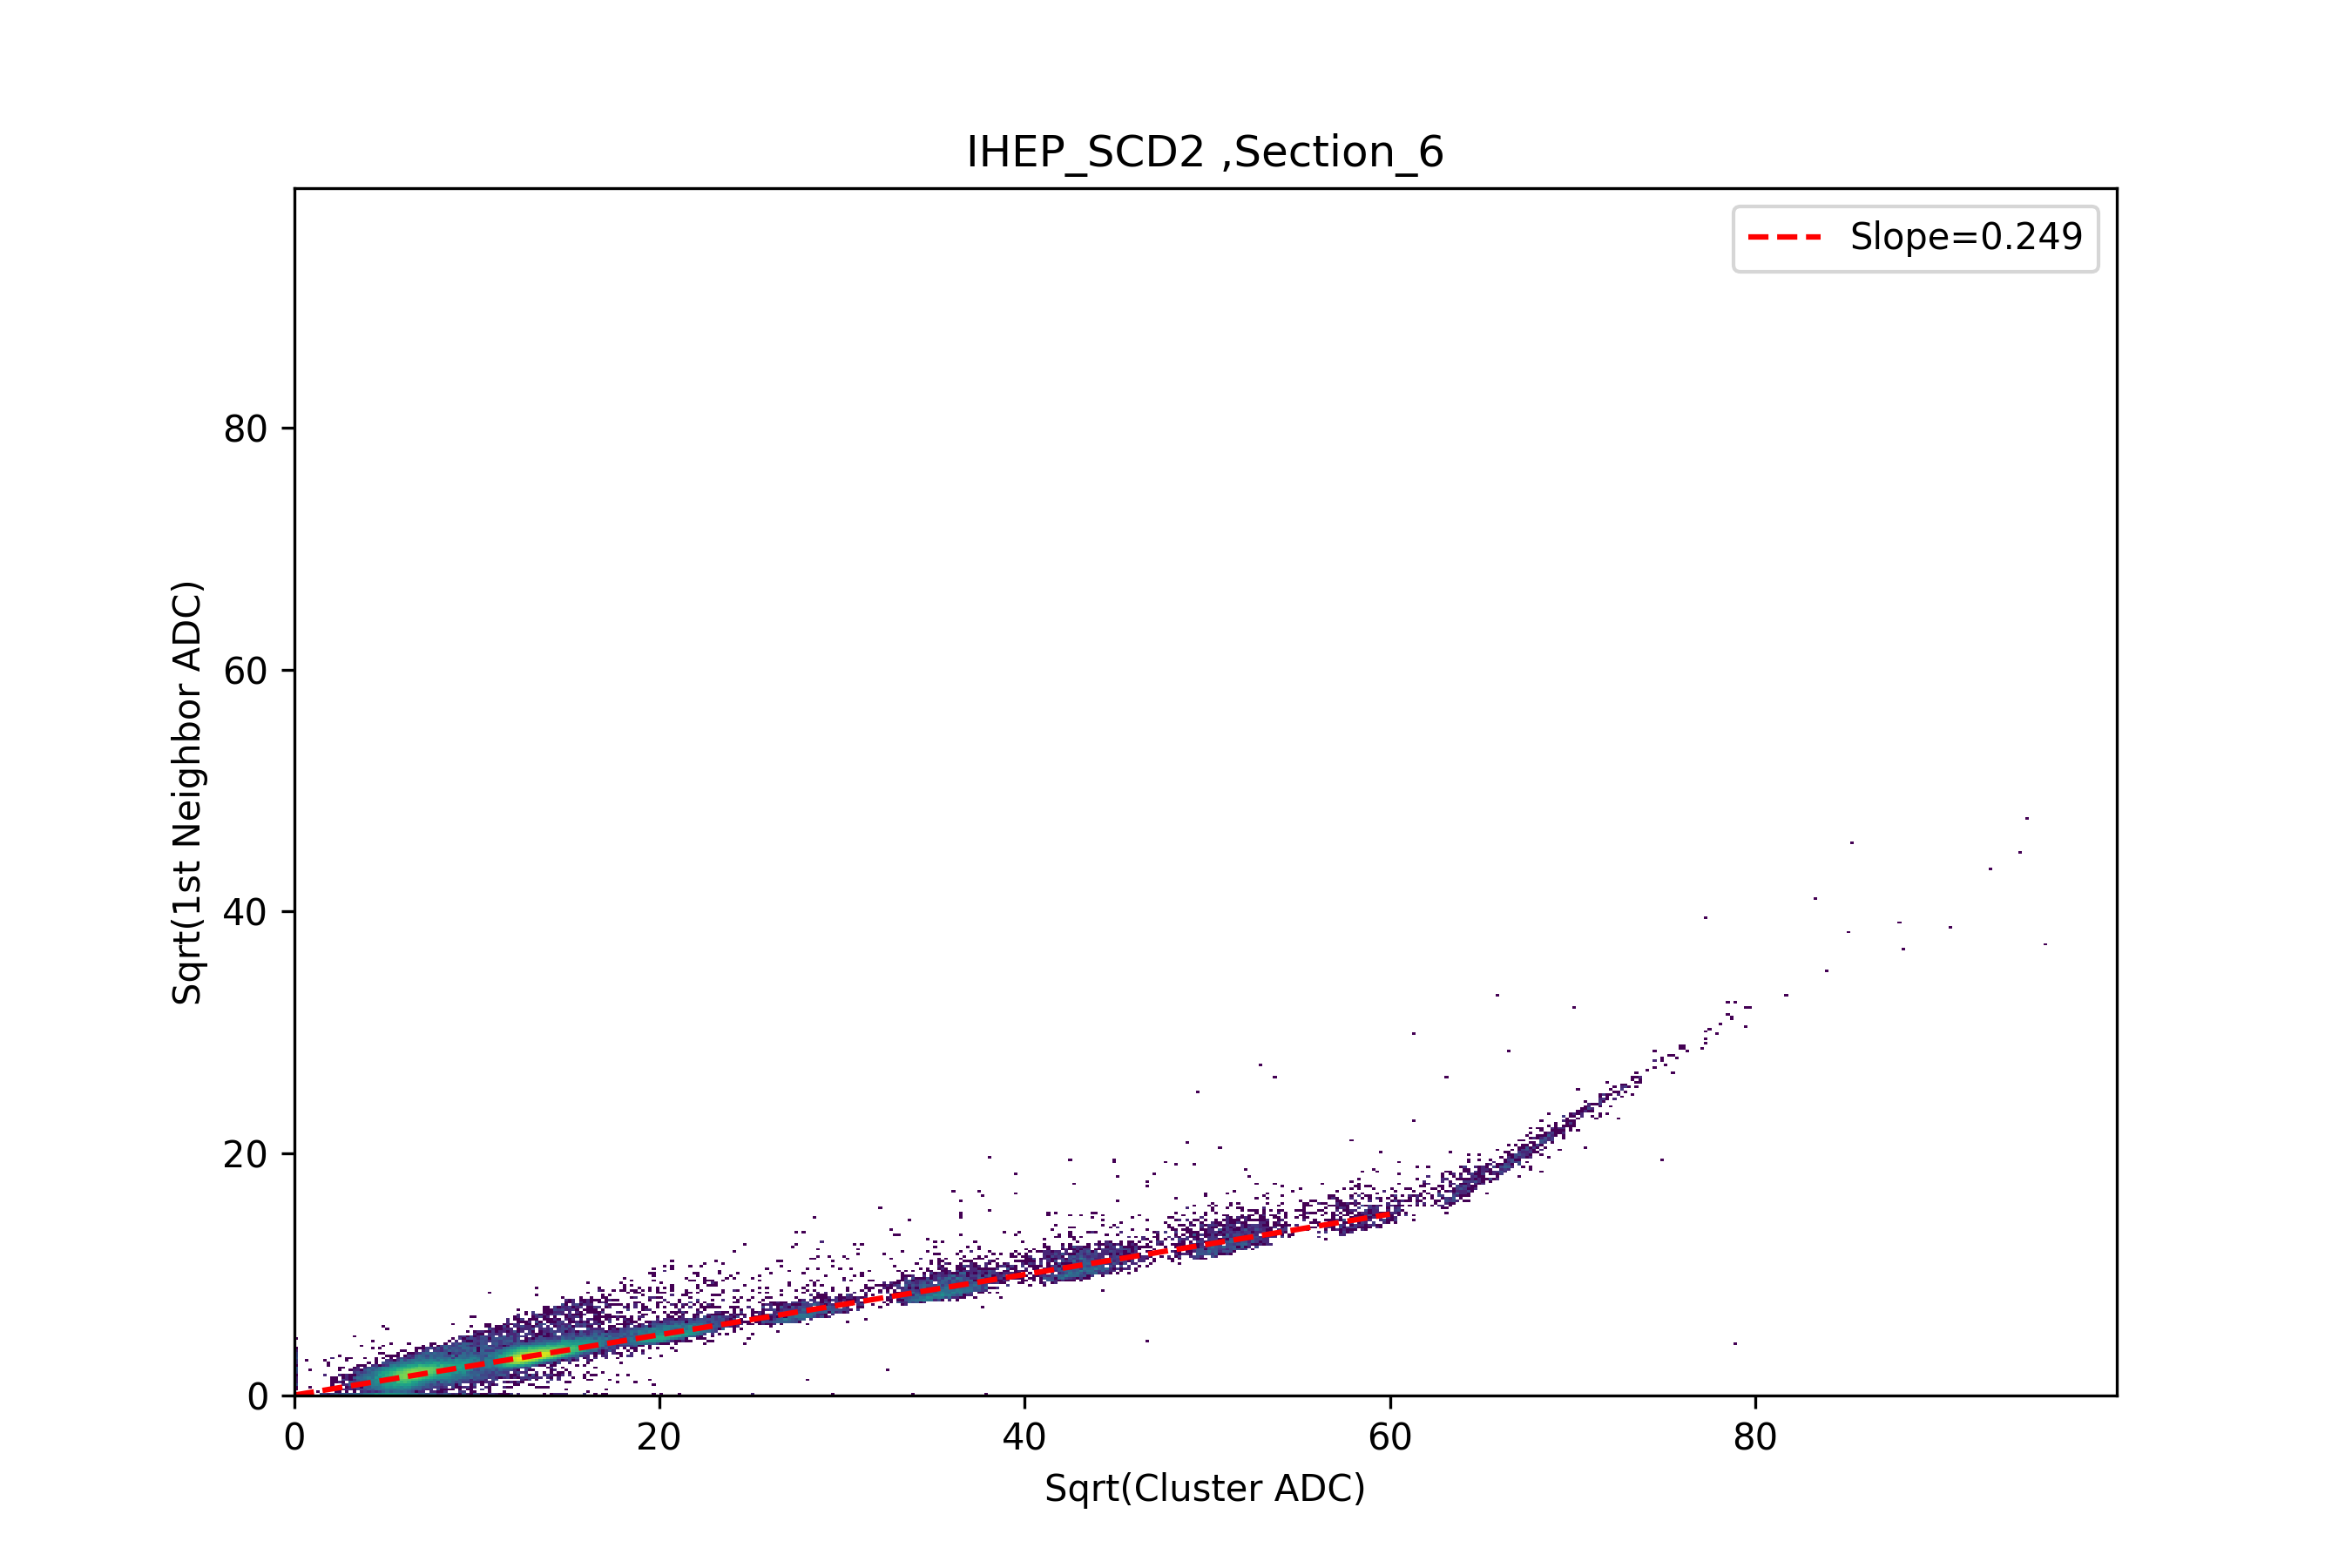 IHEP_SCD2 ,Section_6
Slope=0.249
Sqrt(1st Neighbor ADC)
80
60
40
20
0
0 20 40 60 80
Sqrt(Cluster ADC)